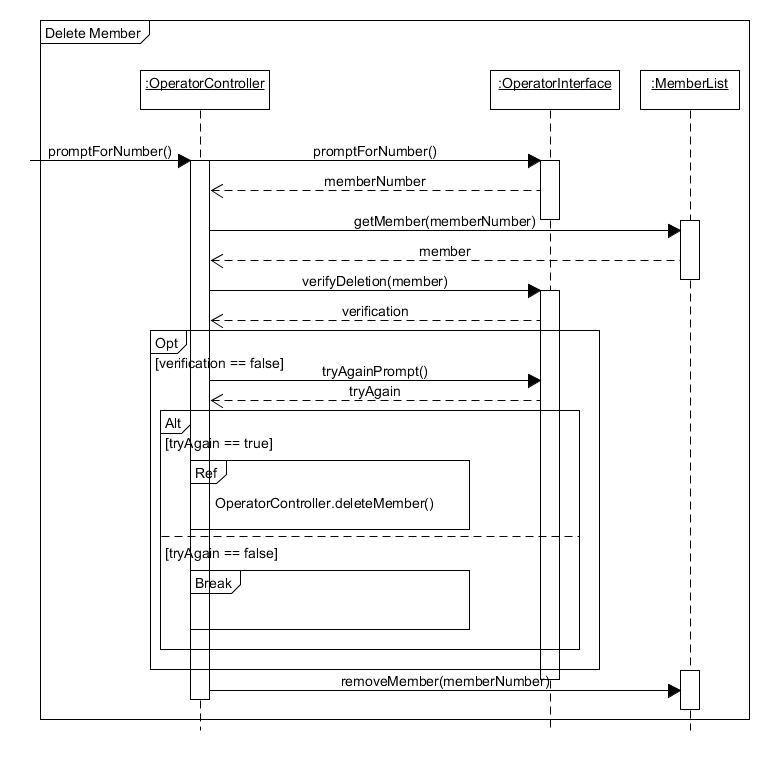 Delete Member
:OperatorController
:OperatorInterface
:MemberList
promptForNumber()
promptForNumber()
memberNumber
getMember(memberNumber)
member
verifyDeletion(member)
verification
Opt
[verification == false]
tryAgainPrompt()
tryAgain
Alt
[tryAgain == true]
Ref
OperatorController.deleteMember()
[tryAgain == false]
Break
removeMember(memberNumber)